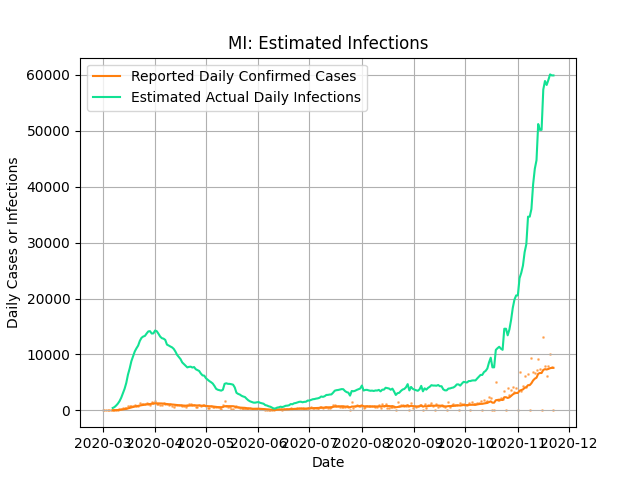 MI: Estimated Infections
Reported Daily Confirmed Cases
Estimated Actual Daily Infections
60000
50000
40000
30000
20000
10000
0
Daily Cases or Infections
2020-03 2020-04 2020-05 2020-06 2020-07 2020-08 2020-09 2020-10 2020-11 2020-12
Date